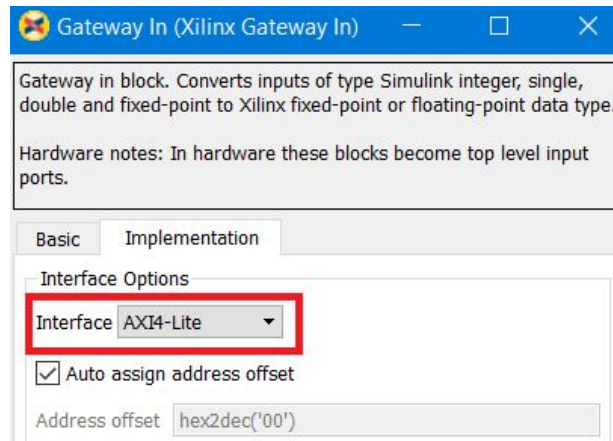 Gateway In (Xilinx Gateway In)
Gateway in block. Converts inputs of type Simulink integer, single,
double and fixed-point to Xilinx fixed-point or floating-point data type.
Hardware notes: In hardware these blocks become top level input
ports.
Basic Implementation
Interface Options
Interface AXI4-Lite
Auto assign address offset
Address offset hex2dec('00')